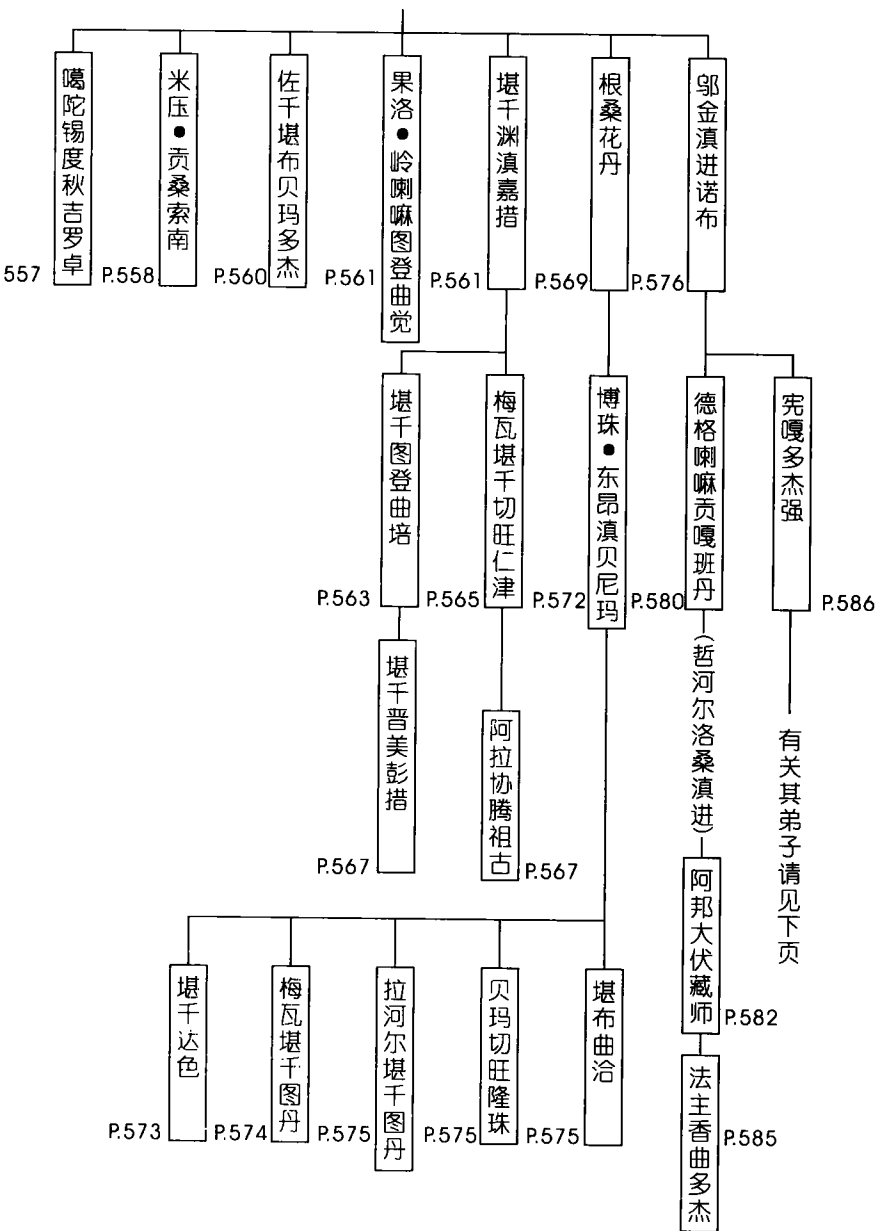 噶陀锡度秋吉罗卓
557
米压●贡桑索南
P.558
佐千堪布贝玛多杰
P.560
果洛●岭喇嘛图登曲觉
P.561
堪千渊滇嘉措
P.561
根桑花丹
P.569
邬金滇进诺布
P.576
堪千图登曲培
P.563
梅瓦堪千切旺仁津
P.565
博珠●东昂滇贝尼玛
P.572
德格喇嘛贡嘎班丹
P.580
宪嘎多杰强
P.586
堪千晋美彭措
P.567
阿拉协腾祖古
P.567
(哲河尔洛桑滇进)
有关其弟子请见下页
阿邦大伏藏师
P.582
堪千达色
P.573
梅瓦堪千图丹
P.574
拉河尔堪千图丹
P.575
贝玛切旺隆珠
P.575
堪布曲洽
P.575
法主香曲多杰
P.585